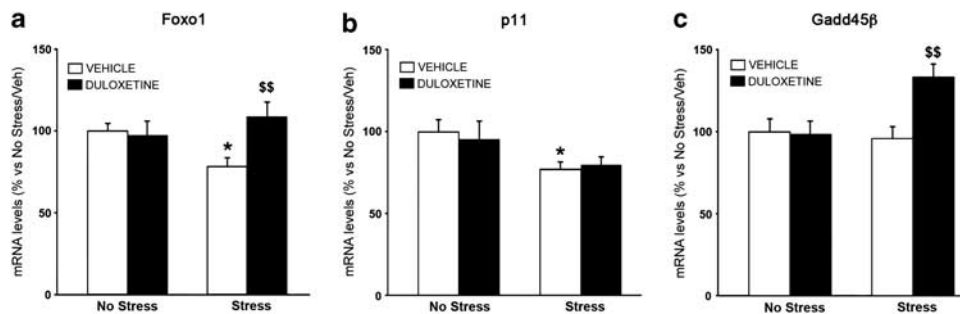 a
Foxo1
mRNA levels (% vs No Stress/Veh)
150
100
50
0
VEHICLE
DULOXETINE
*
$$
No Stress
Stress
b
p11
mRNA levels (% vs No Stress/Veh)
150
100
50
0
VEHICLE
DULOXETINE
*
No Stress
Stress
c
Gadd45β
mRNA levels (% vs No Stress/Veh)
150
100
50
0
VEHICLE
DULOXETINE
$$
No Stress
Stress